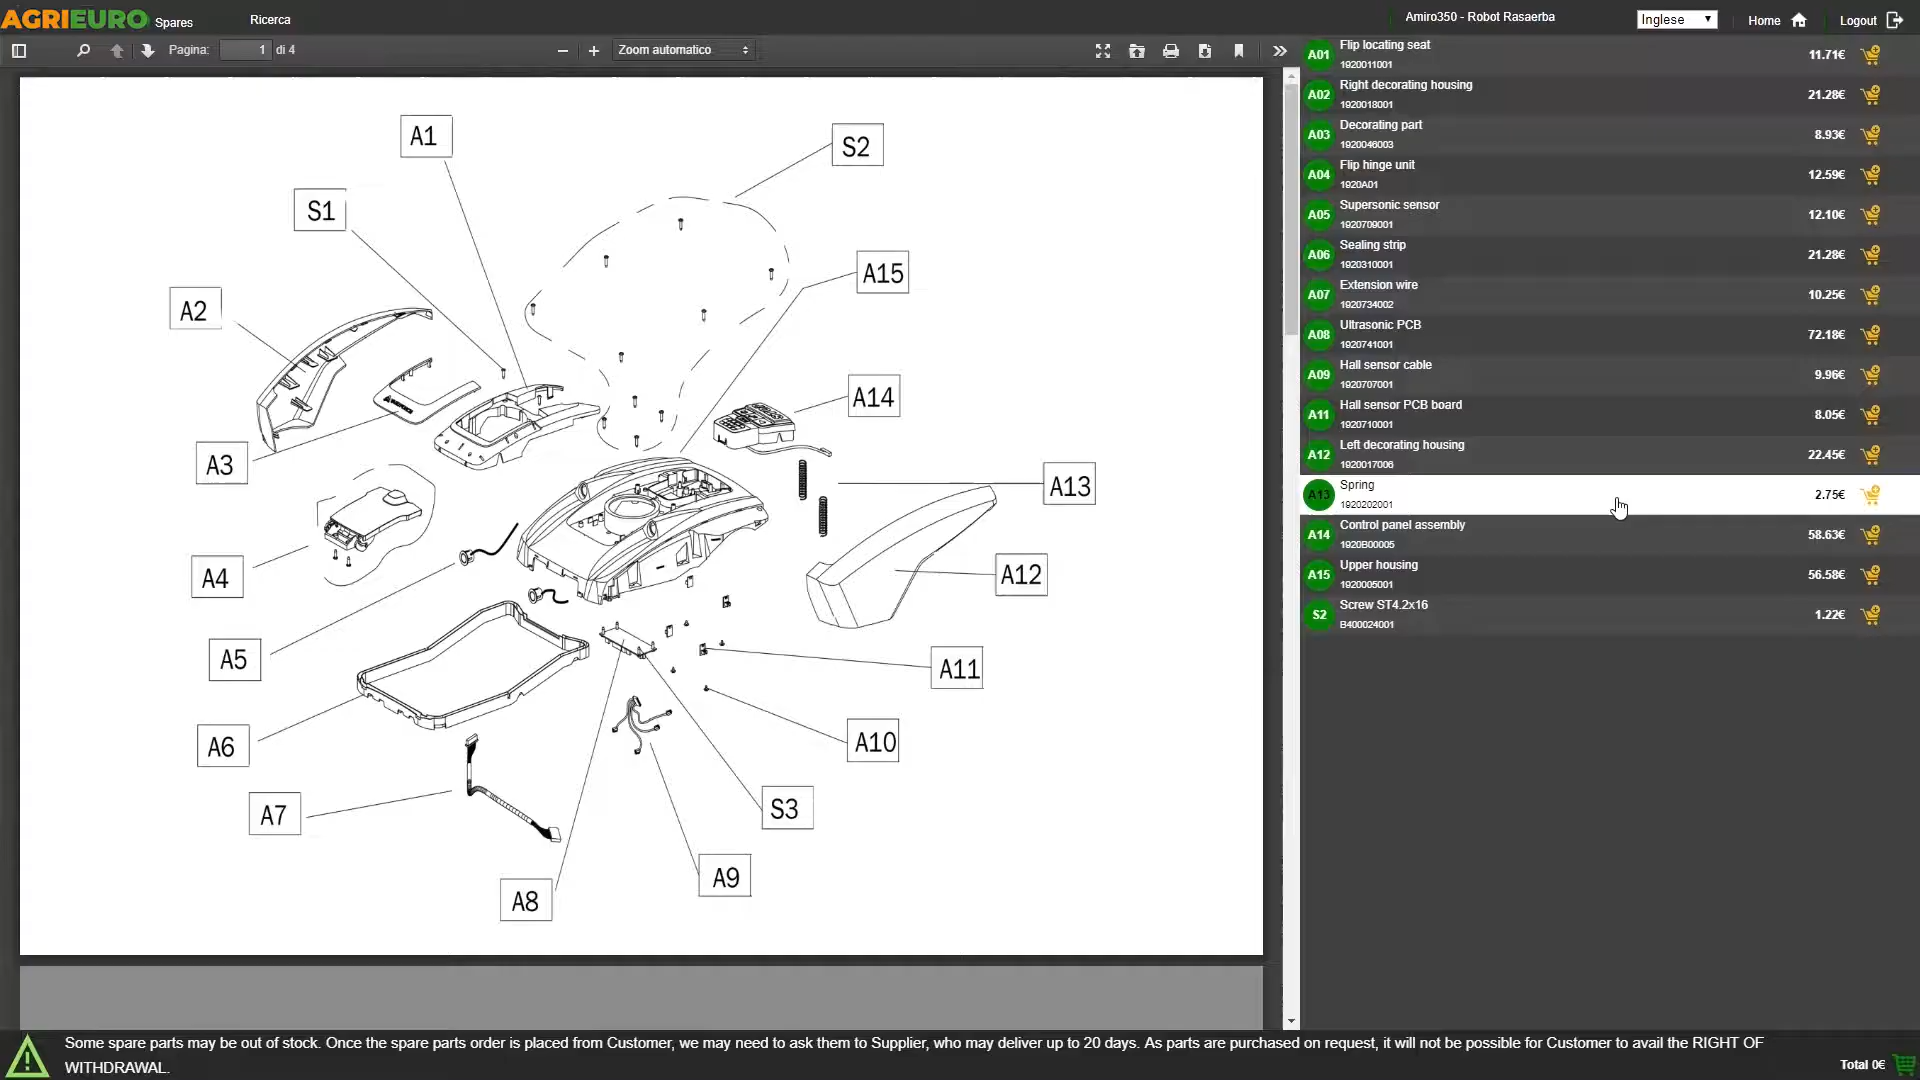 AGRIEURO Spares
Ricerca
Amiro350 - Robot Rasaerba
Inglese
Home
Logout
Pagina:
1
di 4
Zoom automatico
A1
S2
S1
A15
A2
A14
A3
A13
A4
A12
A5
A11
A6
A10
A7
S3
A9
A8
A01 Flip locating seat 11.71€
1920011001
A02 Right decorating housing 21.28€
1920018001
A03 Decorating part 8.93€
1920046003
A04 Flip hinge unit 12.59€
1920A01
A05 Supersonic sensor 12.10€
1920709001
A06 Sealing strip 21.28€
1920310001
A07 Extension wire 10.25€
1920734002
A08 Ultrasonic PCB 72.18€
1920741001
A09 Hall sensor cable 9.96€
1920707001
A11 Hall sensor PCB board 8.05€
1920710001
A12 Left decorating housing 22.45€
1920017006
A13 Spring 2.75€
1920202001
A14 Control panel assembly 58.63€
1920B00005
A15 Upper housing 56.58€
1920005001
S2 Screw ST4.2x16 1.22€
B400024001
Some spare parts may be out of stock. Once the spare parts order is placed from Customer, we may need to ask them to Supplier, who may deliver up to 20 days. As parts are purchased on request, it will not be possible for Customer to avail the RIGHT OF
WITHDRAWAL.
Total 0€